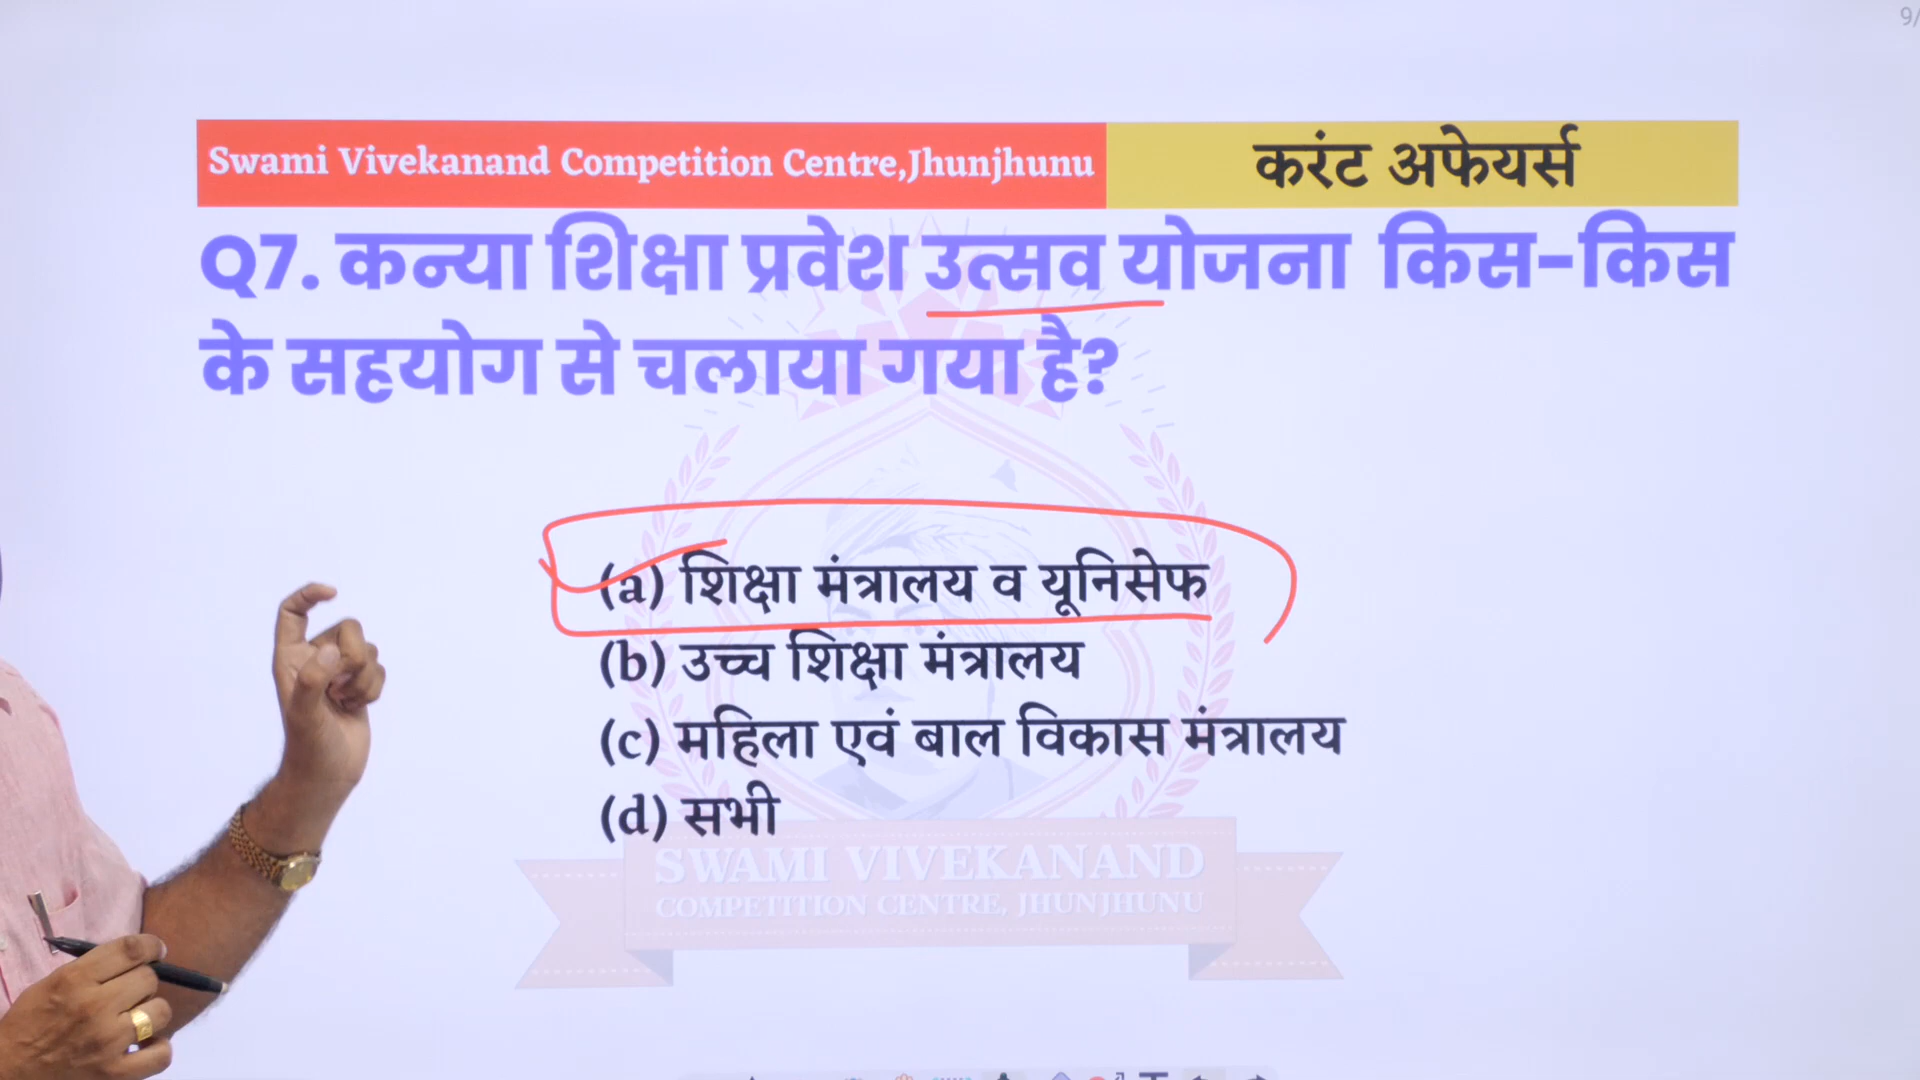 9/
Swami Vivekanand Competition Centre,Jhunjhunu
करंट अफेयर्स
Q7. कन्या शिक्षा प्रवेश उत्सव योजना किस-किस
के सहयोग से चलाया गया है?
(a) शिक्षा मंत्रालय व यूनिसेफ
(b) उच्च शिक्षा मंत्रालय
(c) महिला एवं बाल विकास मंत्रालय
(d) सभी
SWAMI VIVEKANAND
COMPETITION CENTRE, JHUNJHUNU